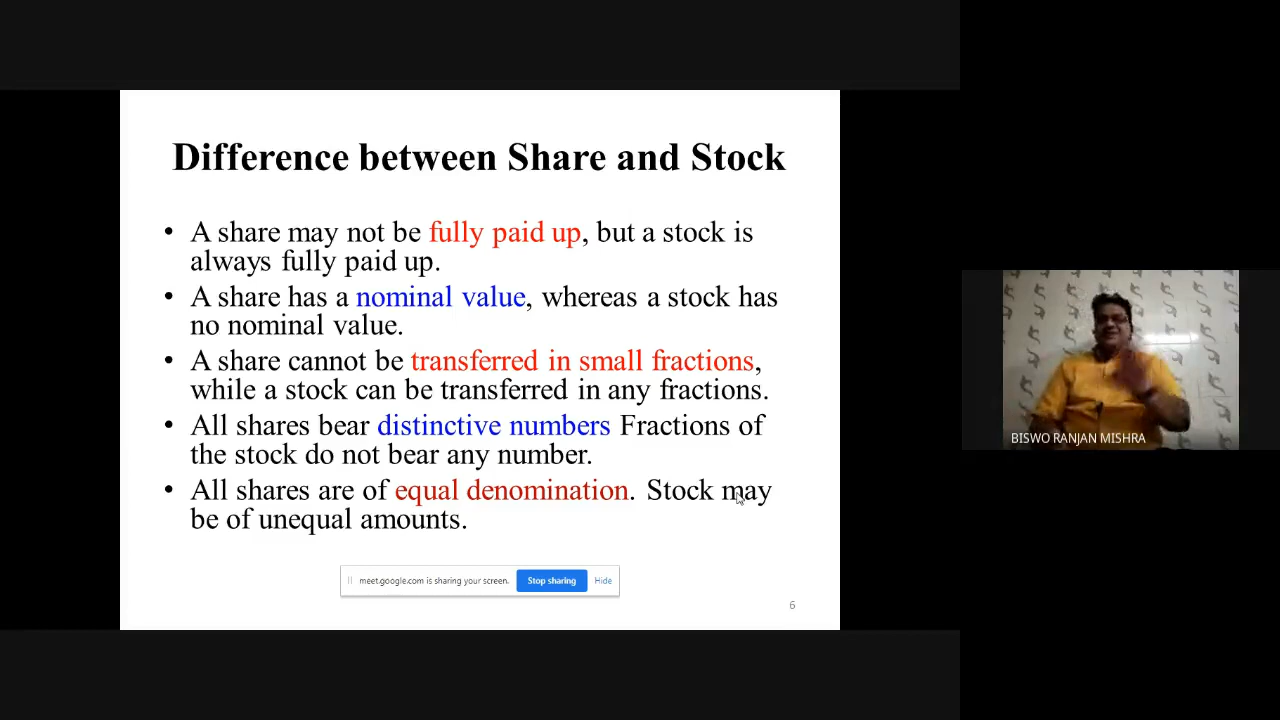 Difference between Share and Stock
• A share may not be fully paid up, but a stock is
always fully paid up.
• A share has a nominal value, whereas a stock has
no nominal value.
• A share cannot be transferred in small fractions,
while a stock can be transferred in any fractions.
• All shares bear distinctive numbers Fractions of
the stock do not bear any number.
• All shares are of equal denomination. Stock may
be of unequal amounts.
meet.google.com is sharing your screen. Stop sharing Hide
6
BISWO RANJAN MISHRA